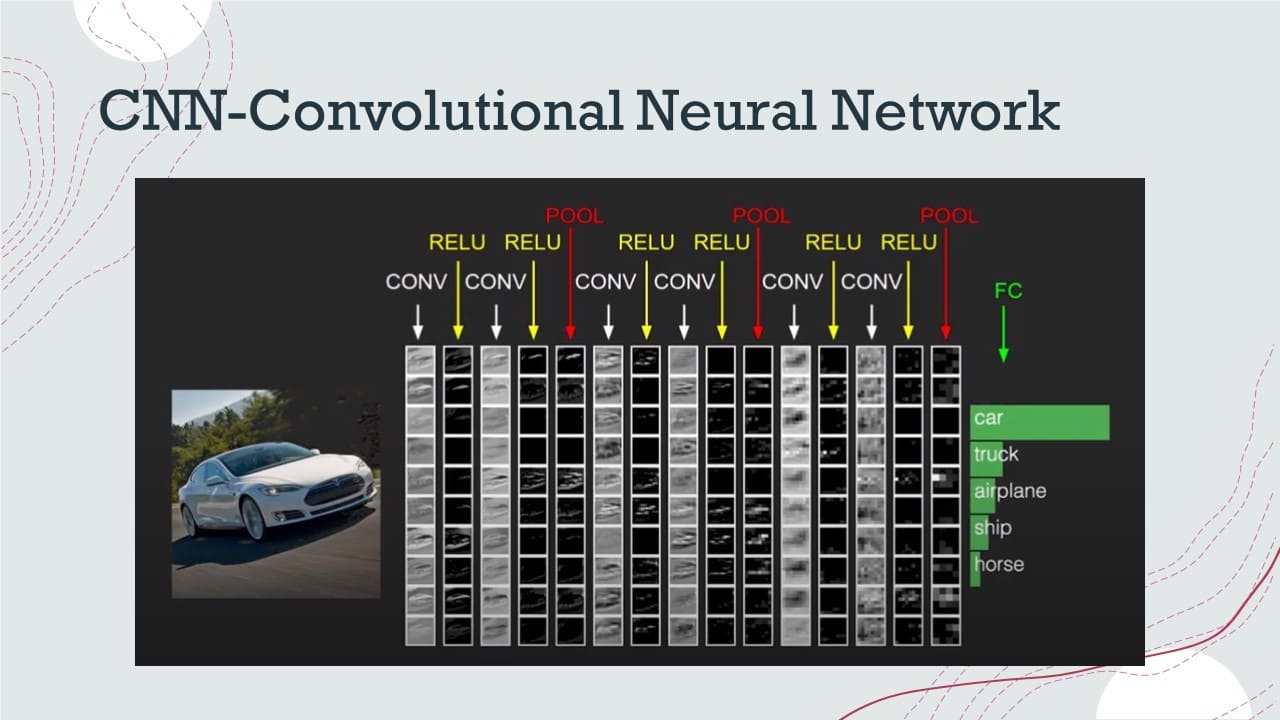 CNN-Convolutional Neural Network
POOL POOL POOL
RELU RELU RELU RELU RELU RELU
CONV CONV CONV CONV CONV CONV
FC
car
truck
airplane
ship
horse